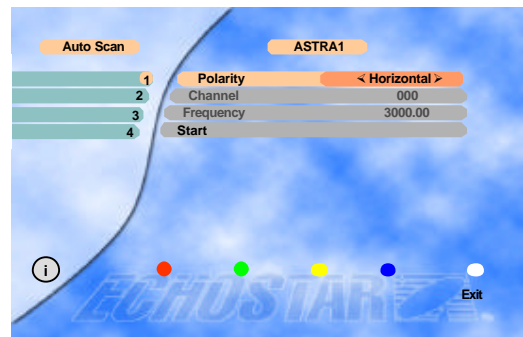 Auto Scan
ASTRA1
1 Polarity < Horizontal >
2 Channel 000
3 Frequency 3000.00
4 Start
i
Exit
ECHOSTAR